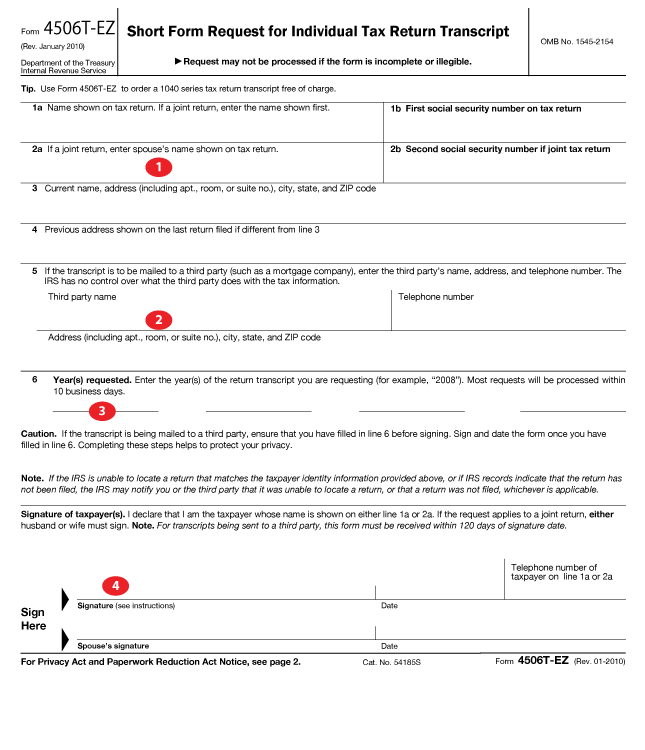 Form 4506T-EZ
(Rev. January 2010)
Department of the Treasury
Internal Revenue Service
Short Form Request for Individual Tax Return Transcript
▶Request may not be processed if the form is incomplete or illegible.
OMB No. 1545-2154
Tip. Use Form 4506T-EZ to order a 1040 series tax return transcript free of charge.
1a Name shown on tax return. If a joint return, enter the name shown first.
1b First social security number on tax return
2a If a joint return, enter spouse's name shown on tax return.
2b Second social security number if joint tax return
1
3 Current name, address (including apt., room, or suite no.), city, state, and ZIP code
4 Previous address shown on the last return filed if different from line 3
5 If the transcript is to be mailed to a third party (such as a mortgage company), enter the third party's name, address, and telephone number. The
IRS has no control over what the third party does with the tax information.
Third party name
Telephone number
2
Address (including apt., room, or suite no.), city, state, and ZIP code
6 Year(s) requested. Enter the year(s) of the return transcript you are requesting (for example, “2008”). Most requests will be processed within
10 business days.
3
Caution. If the transcript is being mailed to a third party, ensure that you have filled in line 6 before signing. Sign and date the form once you have
filled in line 6. Completing these steps helps to protect your privacy.
Note. If the IRS is unable to locate a return that matches the taxpayer identity information provided above, or if IRS records indicate that the return has
not been filed, the IRS may notify you or the third party that it was unable to locate a return, or that a return was not filed, whichever is applicable.
Signature of taxpayer(s). I declare that I am the taxpayer whose name is shown on either line 1a or 2a. If the request applies to a joint return, either
husband or wife must sign. Note. For transcripts being sent to a third party, this form must be received within 120 days of signature date.
Telephone number of
taxpayer on line 1a or 2a
4
Sign
Here
Signature (see instructions)
Date
Spouse's signature
Date
For Privacy Act and Paperwork Reduction Act Notice, see page 2.
Cat. No. 54185S
Form 4506T-EZ (Rev. 01-2010)